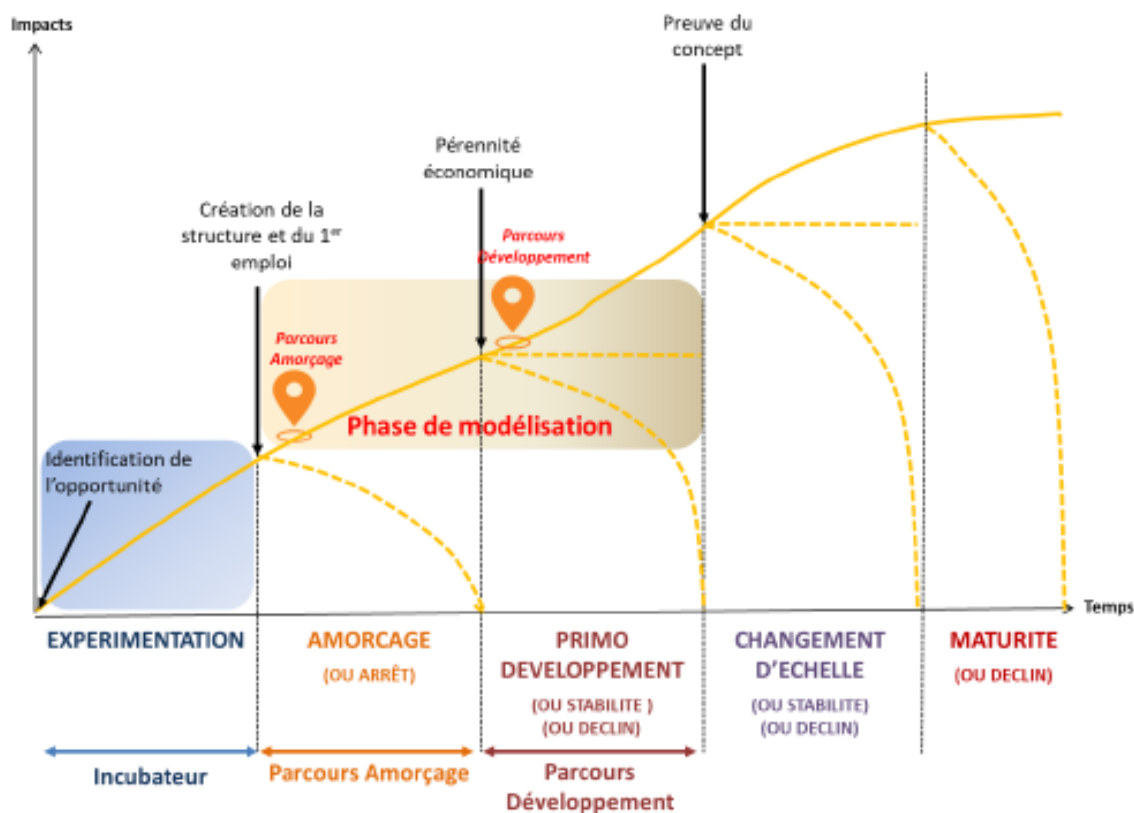 Impacts
Preuve du
concept
Pérennité
économique
Création de la
structure et du 1er
emploi
Parcours
Développement
Parcours
Amorçage
Phase de modélisation
Identification de
l'opportunité
Temps
EXPERIMENTATION
AMORCAGE
(OU ARRÊT)
PRIMO
DEVELOPPEMENT
(OU STABILITE )
(OU DECLIN)
CHANGEMENT
D'ECHELLE
(OU STABILITE)
(OU DECLIN)
MATURITE
(OU DECLIN)
Incubateur
Parcours Amorçage
Parcours
Développement